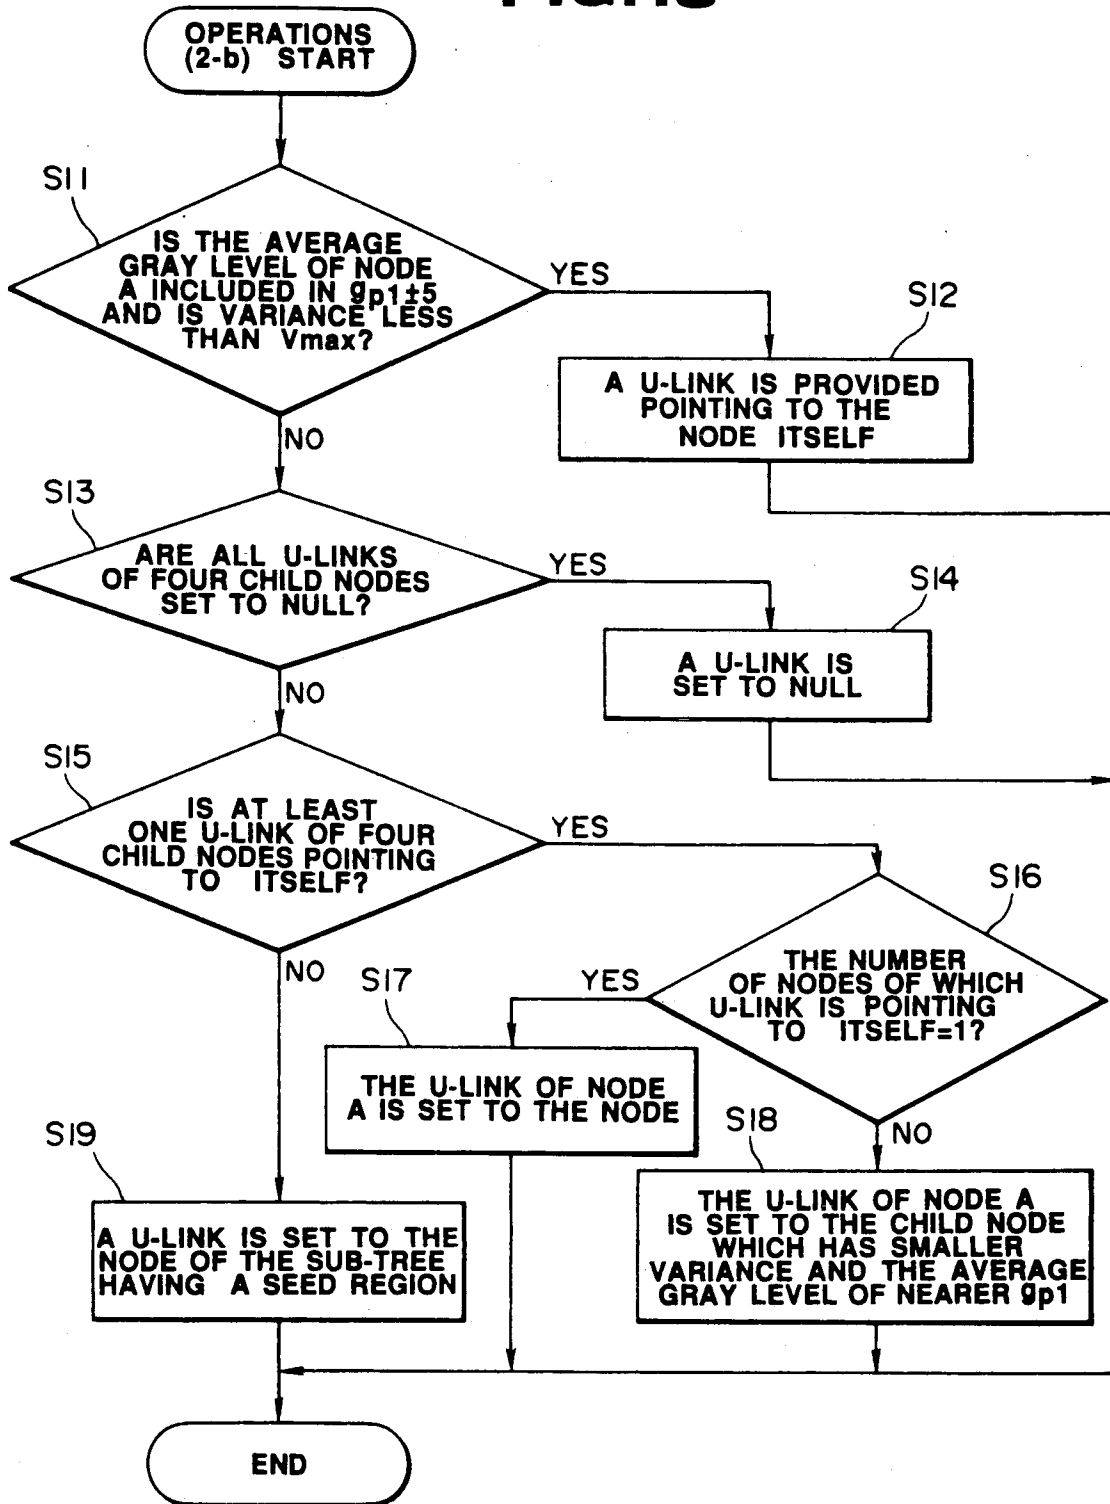 OPERATIONS
(2-b) START
S11
IS THE AVERAGE
GRAY LEVEL OF NODE
A INCLUDED IN gp1±5
AND IS VARIANCE LESS
THAN Vmax?
YES
S12
A U-LINK IS PROVIDED
POINTING TO THE
NODE ITSELF
NO
S13
ARE ALL U-LINKS
OF FOUR CHILD NODES
SET TO NULL?
YES
S14
A U-LINK IS
SET TO NULL
NO
S15
IS AT LEAST
ONE U-LINK OF FOUR
CHILD NODES POINTING
TO ITSELF?
YES
S16
THE NUMBER
OF NODES OF WHICH
U-LINK IS POINTING
TO ITSELF=1?
NO
S17
YES
THE U-LINK OF NODE
A IS SET TO THE NODE
S18
NO
THE U-LINK OF NODE A
IS SET TO THE CHILD NODE
WHICH HAS SMALLER
VARIANCE AND THE AVERAGE
GRAY LEVEL OF NEARER gp1
S19
A U-LINK IS SET TO THE
NODE OF THE SUB-TREE
HAVING A SEED REGION
END